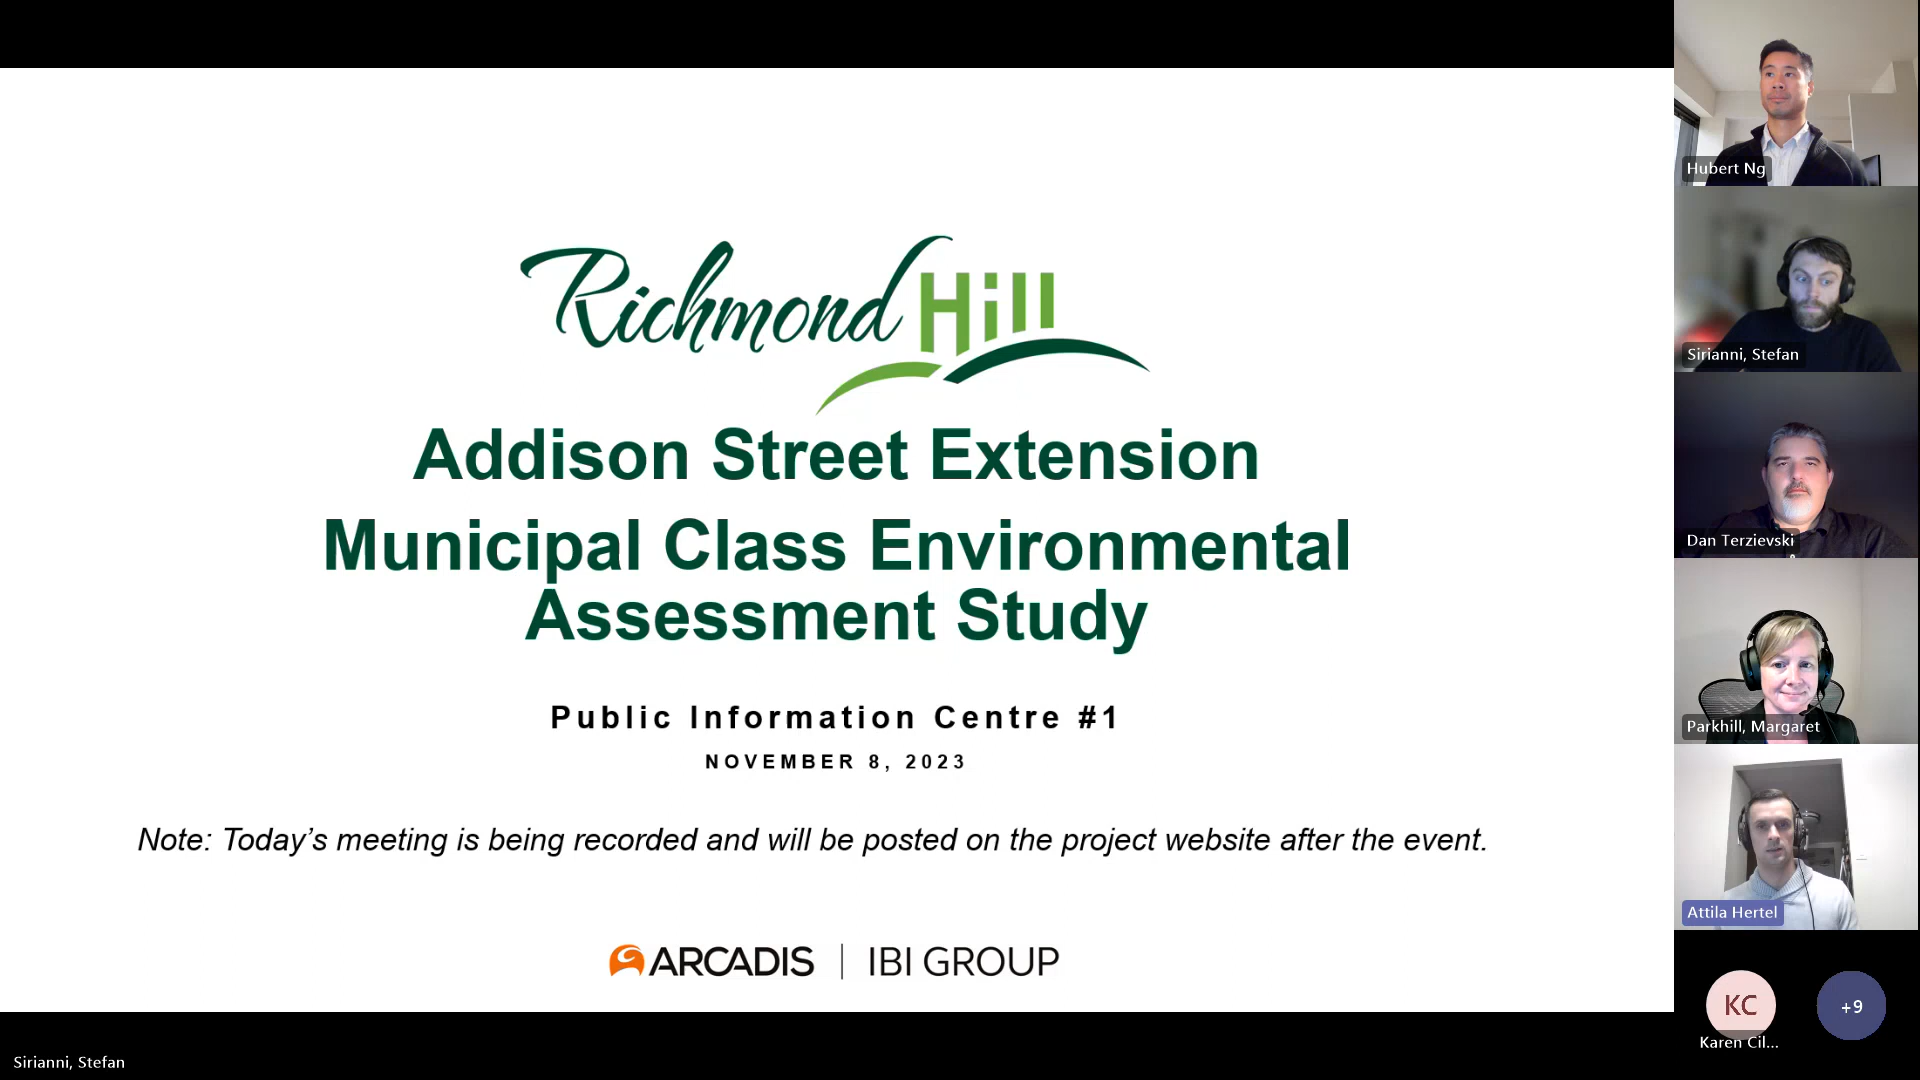 Richmond Hill
Addison Street Extension
Municipal Class Environmental
Assessment Study
Public Information Centre #1
NOVEMBER 8, 2023
Note: Today’s meeting is being recorded and will be posted on the project website after the event.
ARCADIS | IBI GROUP
Sirianni, Stefan
Hubert Ng
Sirianni, Stefan
Dan Terzievski
Parkhill, Margaret
Attila Hertel
KC
+9
Karen Cil...